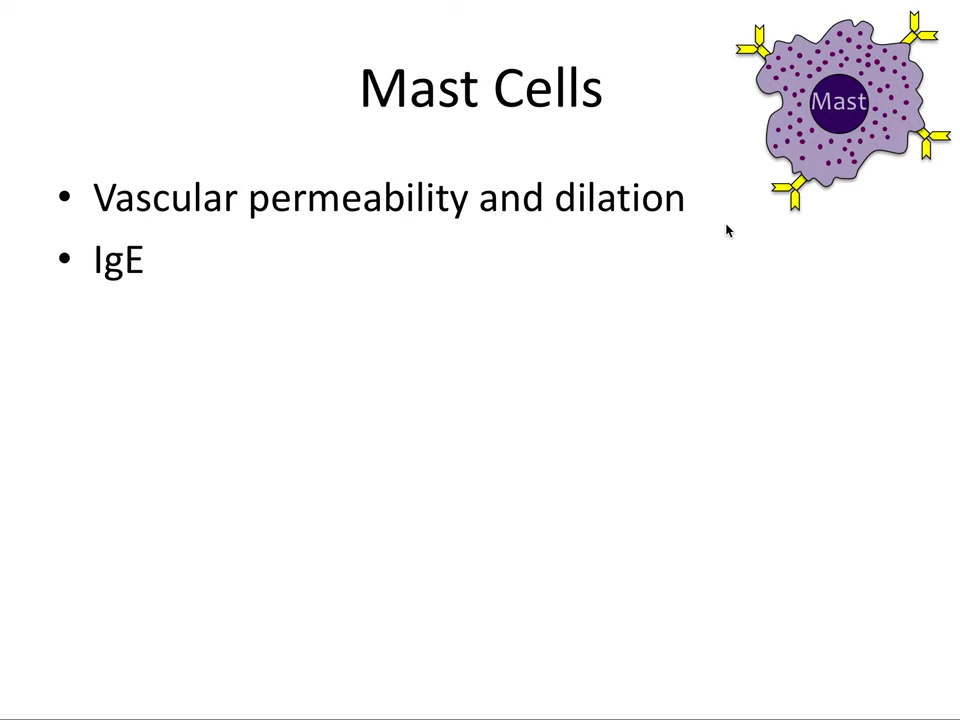 Mast Cells
Mast
• Vascular permeability and dilation
• IgE